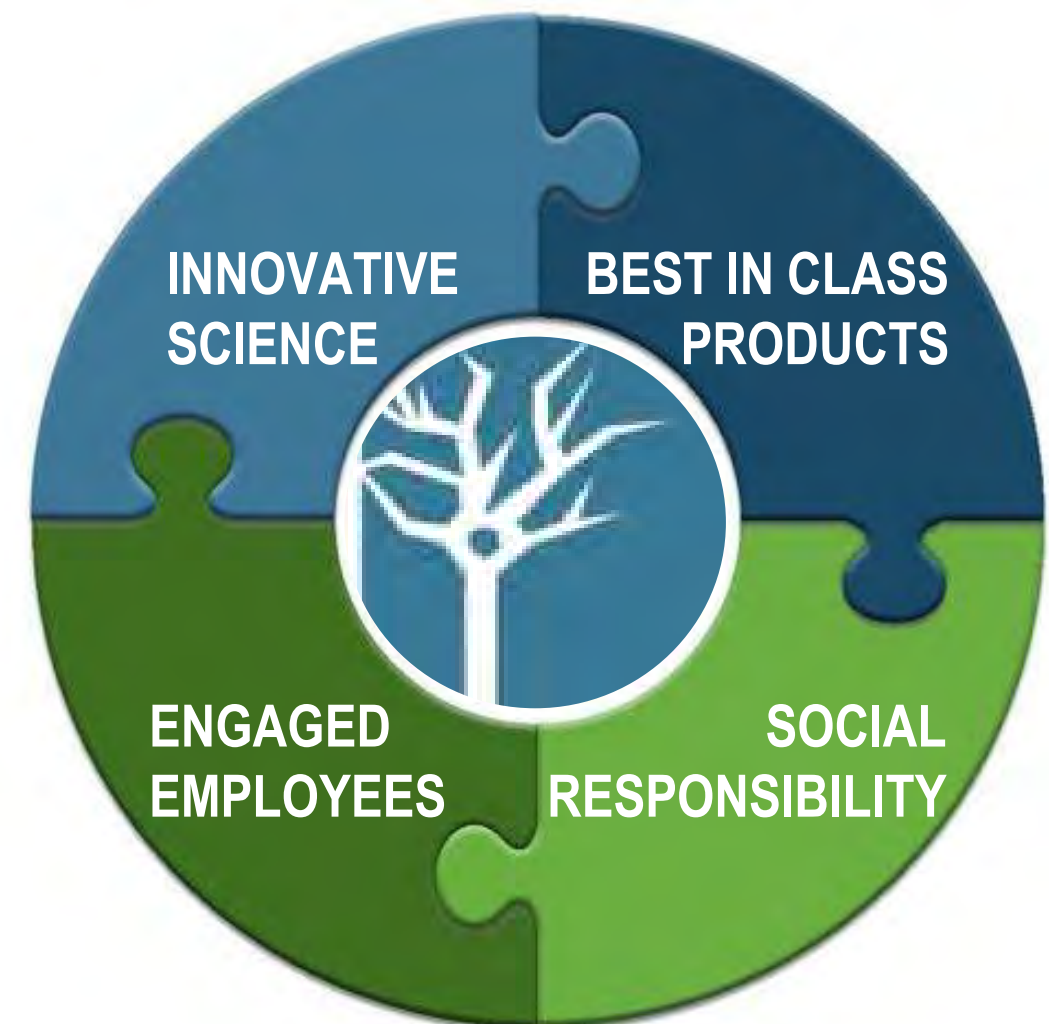 INNOVATIVE
SCIENCE
BEST IN CLASS
PRODUCTS
ENGAGED
EMPLOYEES
SOCIAL
RESPONSIBILITY